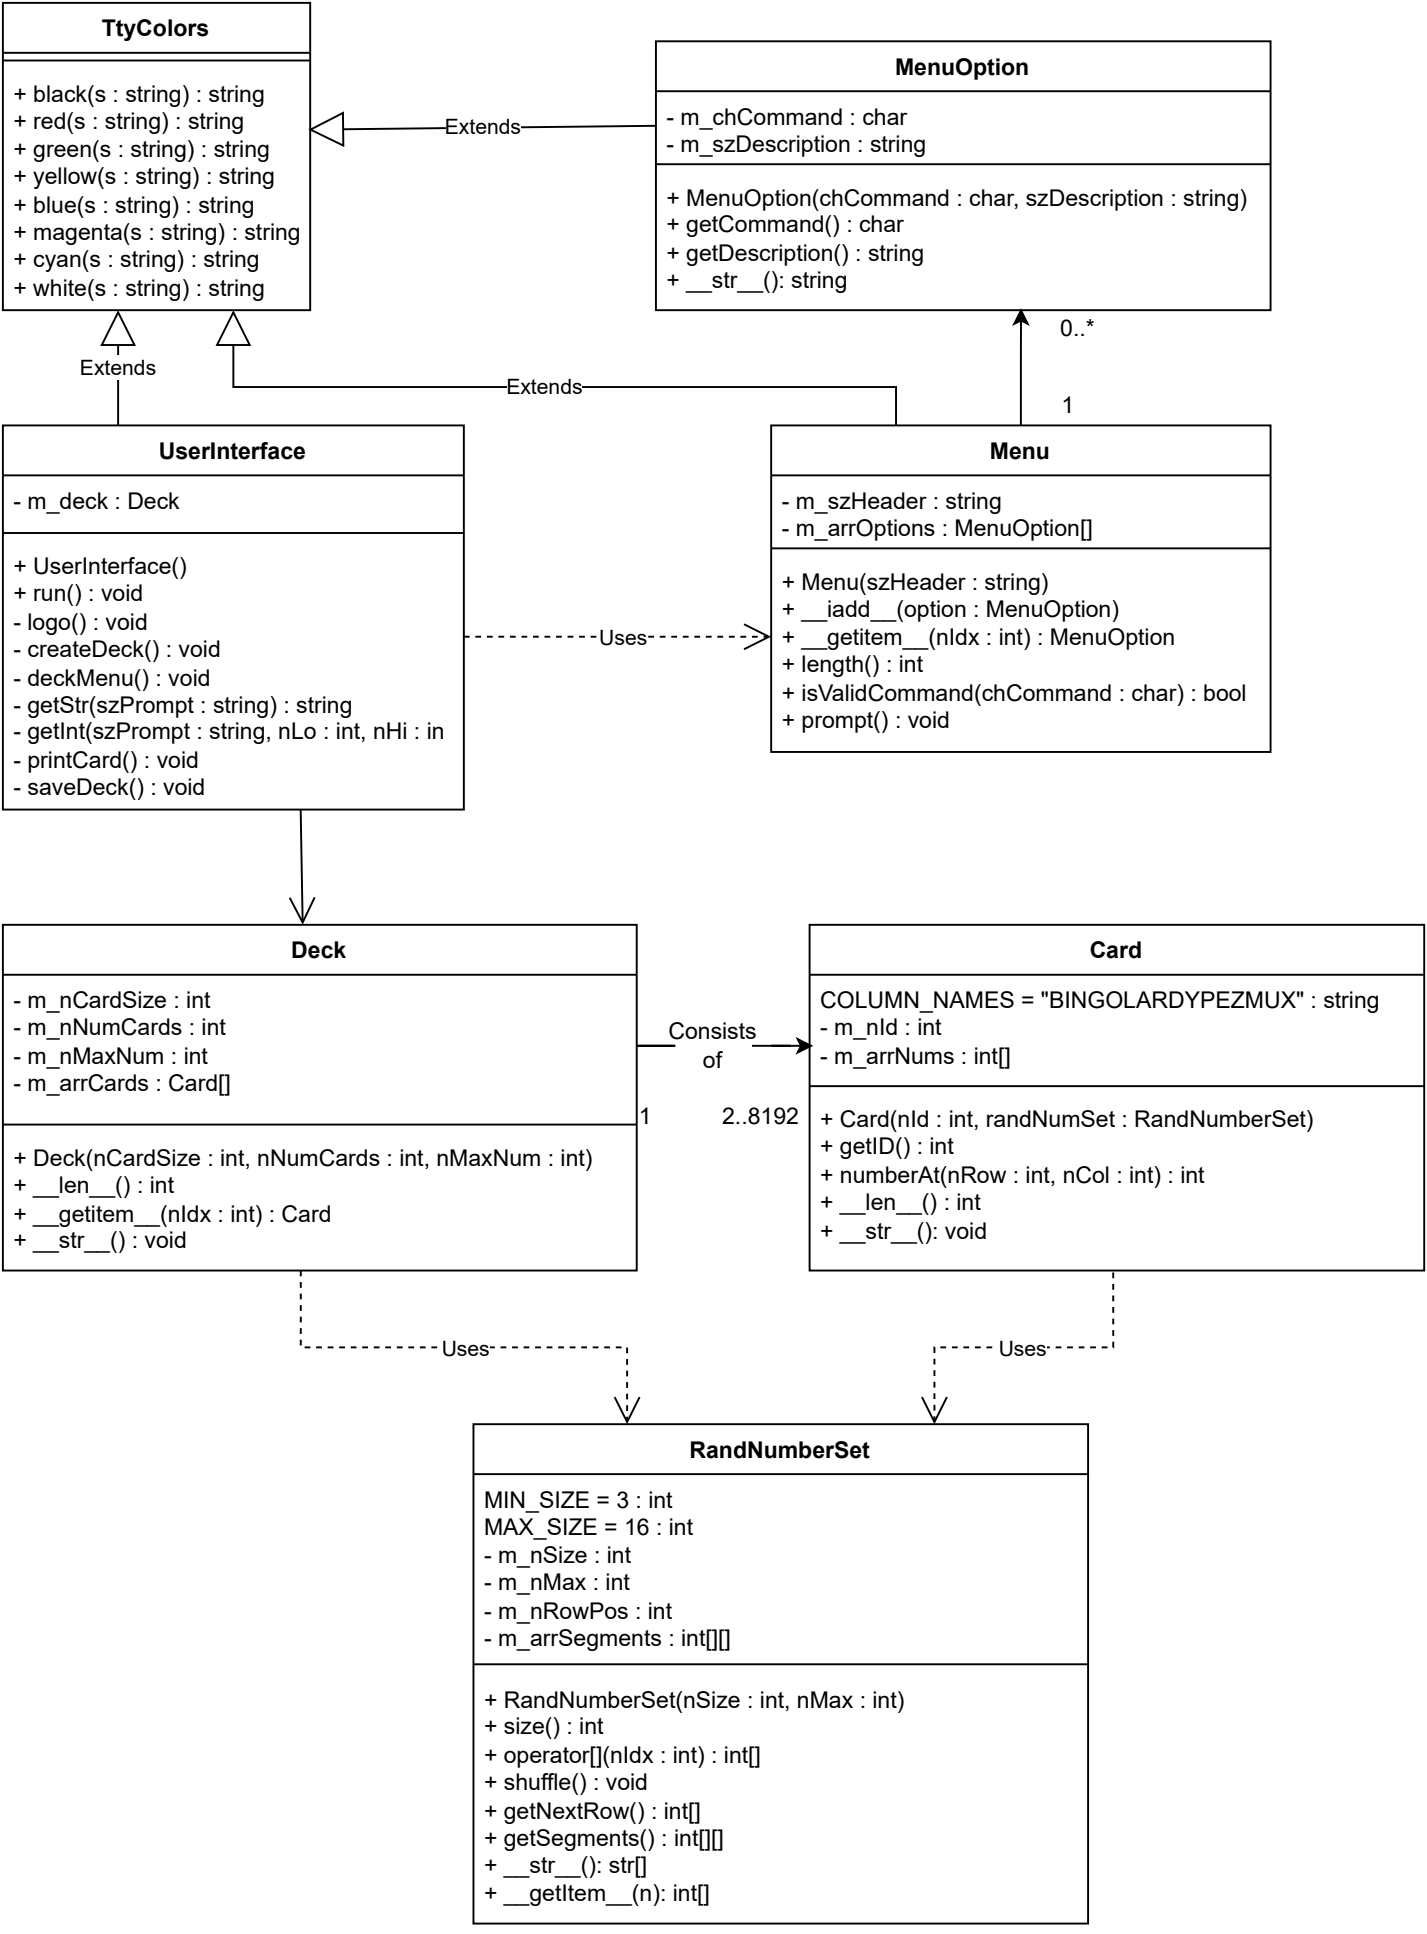 TtyColors
+ black(s : string) : string
+ red(s : string) : string
+ green(s : string) : string
+ yellow(s : string) : string
+ blue(s : string) : string
+ magenta(s : string) : string
+ cyan(s : string) : string
+ white(s : string) : string
Extends
MenuOption
- m_chCommand : char
- m_szDescription : string
+ MenuOption(chCommand : char, szDescription : string)
+ getCommand() : char
+ getDescription() : string
+ __str__(): string
0..*
1
Extends
Extends
UserInterface
- m_deck : Deck
+ UserInterface()
+ run() : void
- logo() : void
- createDeck() : void
- deckMenu() : void
- getStr(szPrompt : string) : string
- getInt(szPrompt : string, nLo : int, nHi : in
- printCard() : void
- saveDeck() : void
Uses
Menu
- m_szHeader : string
- m_arrOptions : MenuOption[]
+ Menu(szHeader : string)
+ __iadd__(option : MenuOption)
+ __getitem__(nIdx : int) : MenuOption
+ length() : int
+ isValidCommand(chCommand : char) : bool
+ prompt() : void
Deck
- m_nCardSize : int
- m_nNumCards : int
- m_nMaxNum : int
- m_arrCards : Card[]
+ Deck(nCardSize : int, nNumCards : int, nMaxNum : int)
+ __len__() : int
+ __getitem__(nIdx : int) : Card
+ __str__() : void
Consists
of
1
2..8192
Card
COLUMN_NAMES = "BINGOLARDYPEZMUX" : string
- m_nId : int
- m_arrNums : int[]
+ Card(nId : int, randNumSet : RandNumberSet)
+ getID() : int
+ numberAt(nRow : int, nCol : int) : int
+ __len__() : int
+ __str__(): void
Uses
Uses
RandNumberSet
MIN_SIZE = 3 : int
MAX_SIZE = 16 : int
- m_nSize : int
- m_nMax : int
- m_nRowPos : int
- m_arrSegments : int[][]
+ RandNumberSet(nSize : int, nMax : int)
+ size() : int
+ operator[](nIdx : int) : int[]
+ shuffle() : void
+ getNextRow() : int[]
+ getSegments() : int[][]
+ __str__(): str[]
+ __getItem__(n): int[]